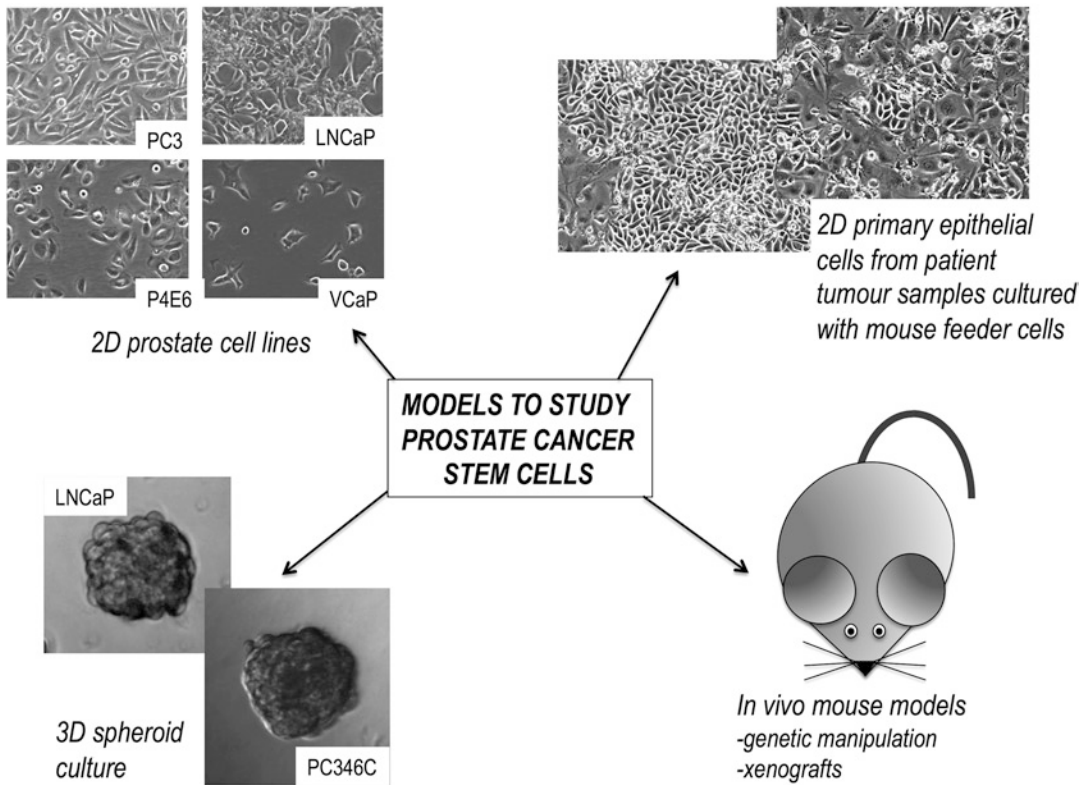 PC3
LNCaP
P4E6
VCaP
2D prostate cell lines
2D primary epithelial
cells from patient
tumour samples cultured
with mouse feeder cells
MODELS TO STUDY
PROSTATE CANCER
STEM CELLS
LNCaP
PC346C
3D spheroid
culture
In vivo mouse models
-genetic manipulation
-xenografts